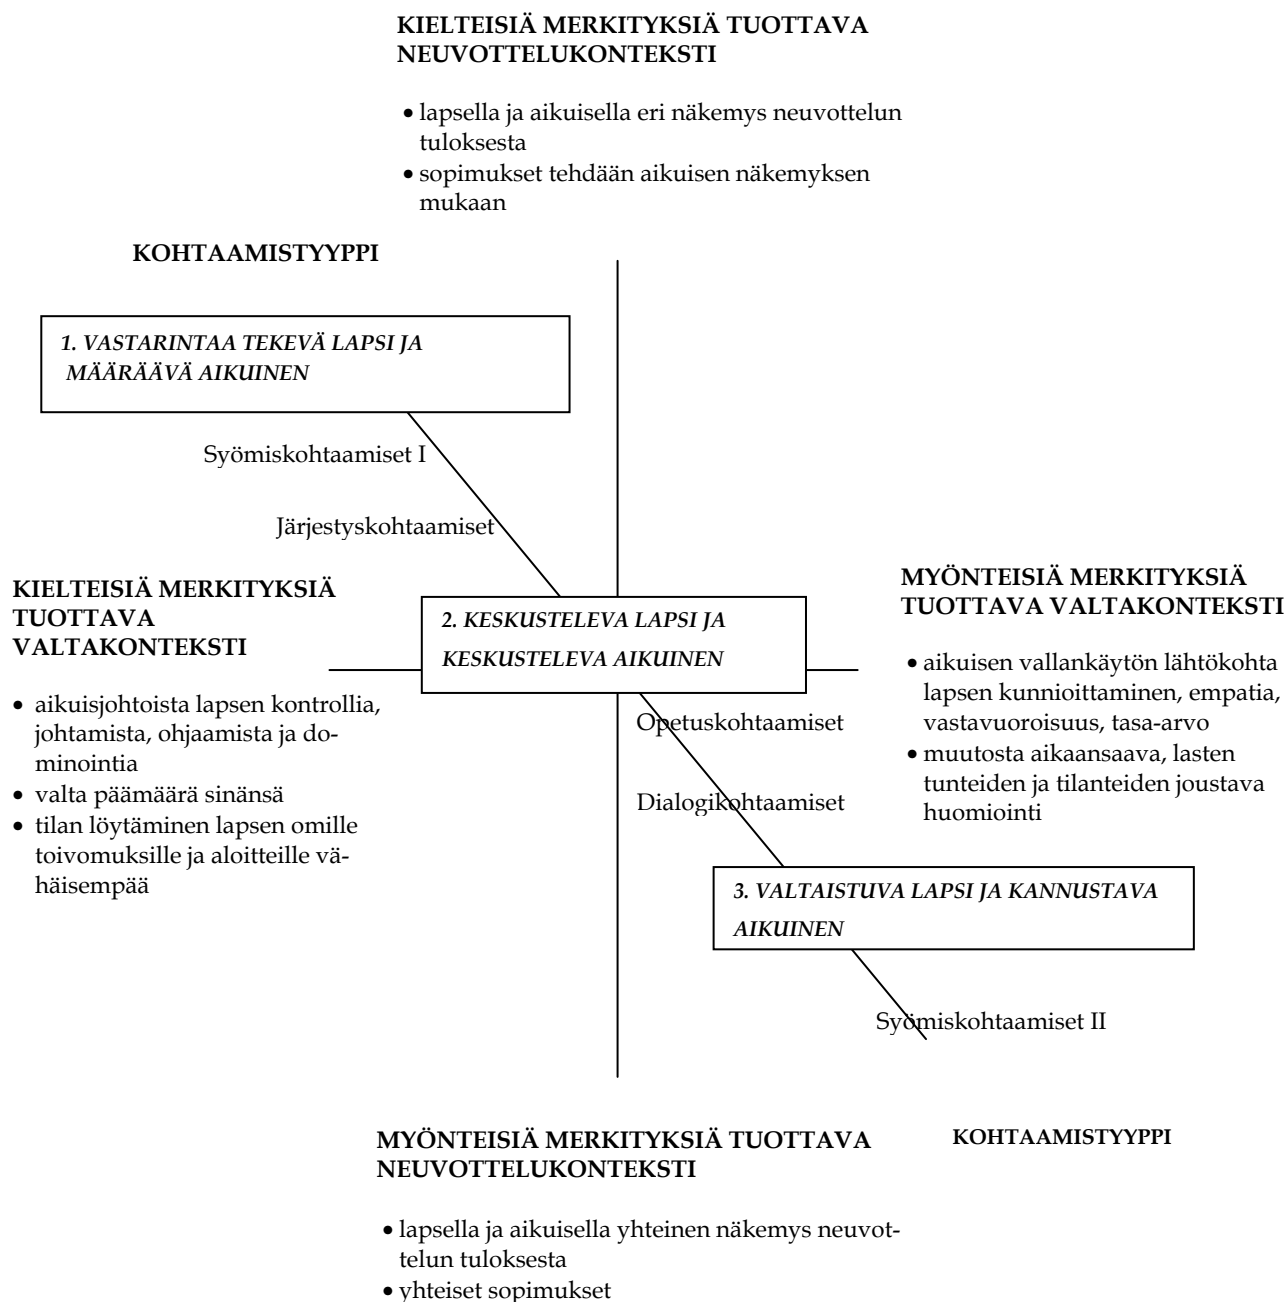 KIELTEISIÄ MERKITYKSIÄ TUOTTAVA
NEUVOTTELUKONTEKSTI
• lapsella ja aikuisella eri näkemys neuvottelun
tuloksesta
• sopimukset tehdään aikuisen näkemyksen
mukaan
KOHTAAMISTYYPPI
1. VASTARINTAA TEKEVÄ LAPSI JA
MÄÄRÄÄVÄ AIKUINEN
Syömiskohtaamiset I
Järjestyskohtaamiset
KIELTEISIÄ MERKITYKSIÄ
TUOTTAVA
VALTAKONTEKSTI
• aikuisjohtoista lapsen kontrollia,
johtamista, ohjaamista ja do-
minointia
• valta päämäärä sinänsä
• tilan löytäminen lapsen omille
toivomuksille ja aloitteille vä-
häisempää
2. KESKUSTELEVA LAPSI JA
KESKUSTELEVA AIKUINEN
MYÖNTEISIÄ MERKITYKSIÄ
TUOTTAVA VALTAKONTEKSTI
• aikuisen vallankäytön lähtökohta
lapsen kunnioittaminen, empatia,
vastavuoroisuus, tasa-arvo
• muutosta aikaansaava, lasten
tunteiden ja tilanteiden joustava
huomiointi
Opetuskohtaamiset
Dialogikohtaamiset
3. VALTAISTUVA LAPSI JA KANNUSTAVA
AIKUINEN
Syömiskohtaamiset II
MYÖNTEISIÄ MERKITYKSIÄ TUOTTAVA
NEUVOTTELUKONTEKSTI
KOHTAAMISTYYPPI
• lapsella ja aikuisella yhteinen näkemys neuvot-
telun tuloksesta
• yhteiset sopimukset